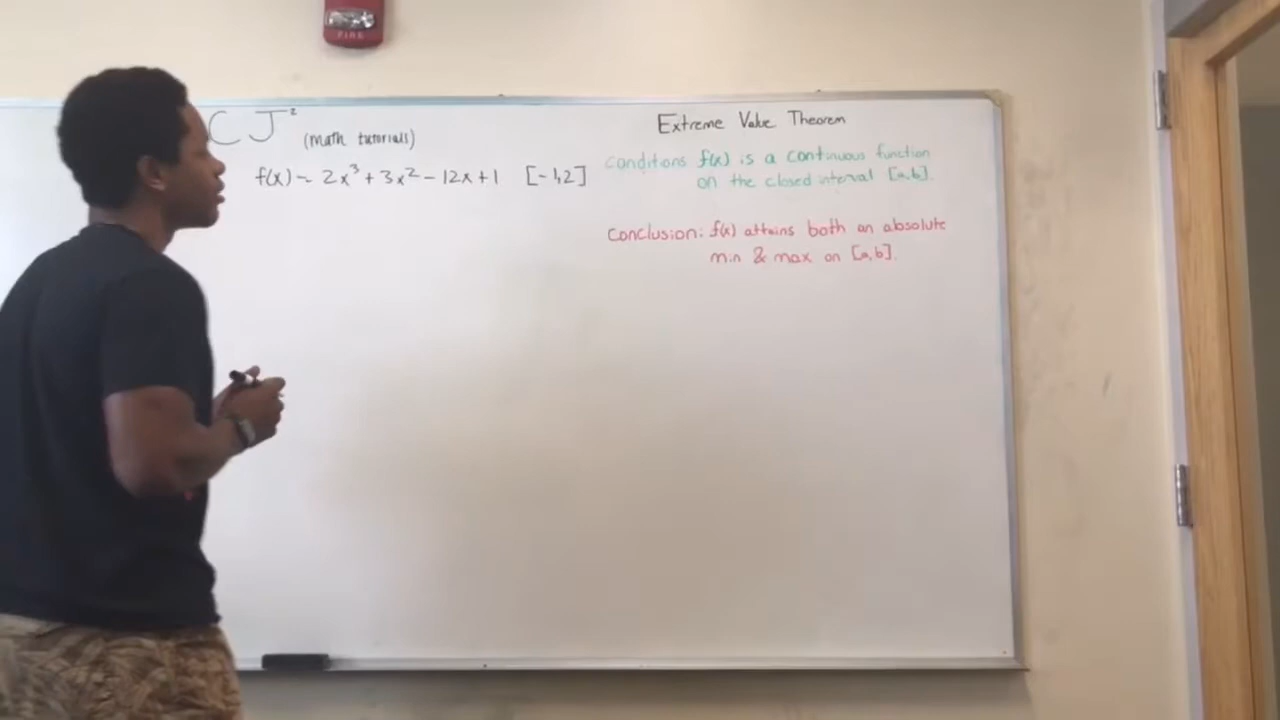 FIRE
CJ²
(math tutorials)
f(x) = 2x³ + 3x² - 12x + 1 [-1,2]
Extreme Value Theorem
conditions f(x) is a continuous function
on the closed interval [a,b].
Conclusion: f(x) attains both an absolute
min & max on [a,b].